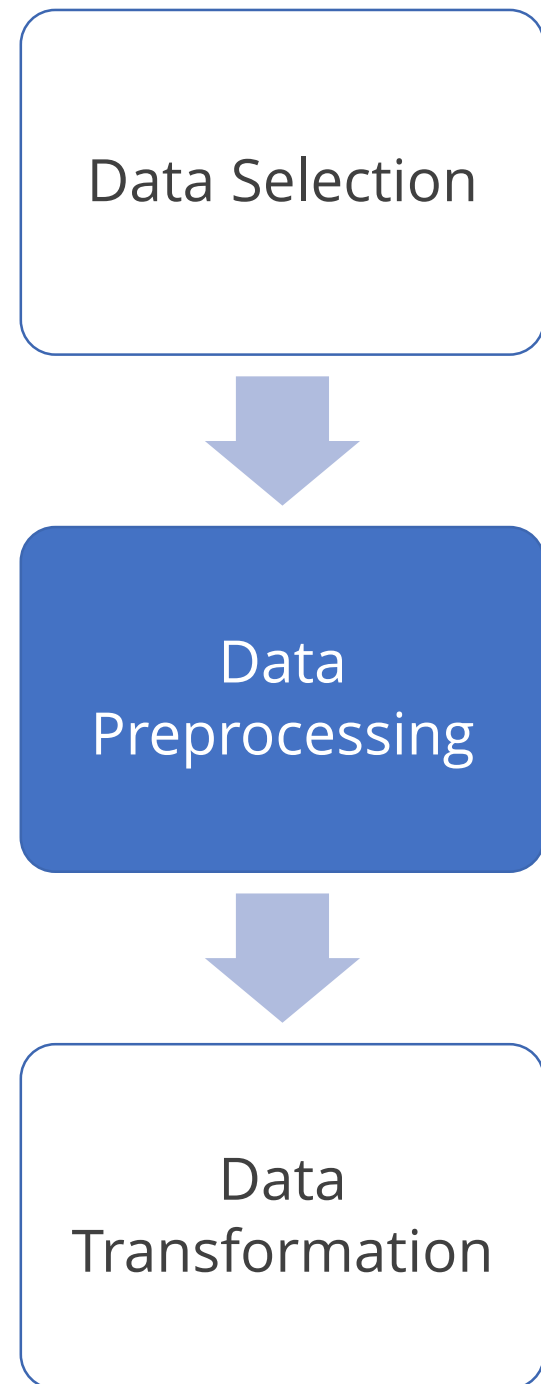 Data Selection
Data
Preprocessing
Data
Transformation